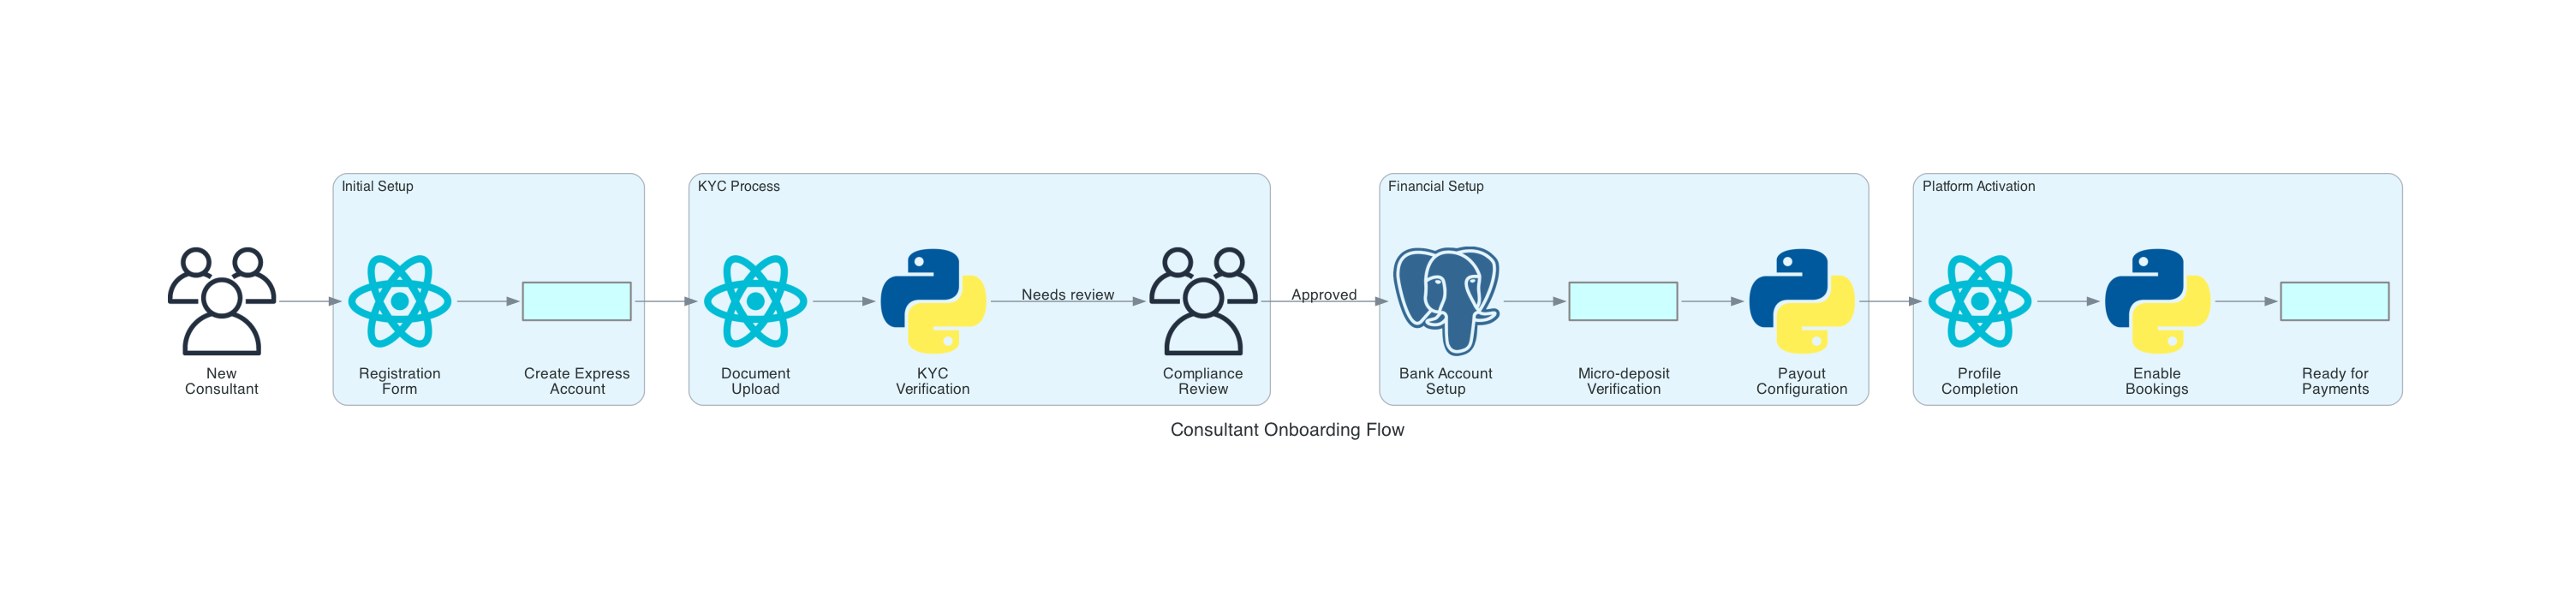 Initial Setup
KYC Process
Financial Setup
Platform Activation
Needs review
Approved
New
Consultant
Registration
Form
Create Express
Account
Document
Upload
KYC
Verification
Compliance
Review
Bank Account
Setup
Micro-deposit
Verification
Payout
Configuration
Profile
Completion
Enable
Bookings
Ready for
Payments
Consultant Onboarding Flow